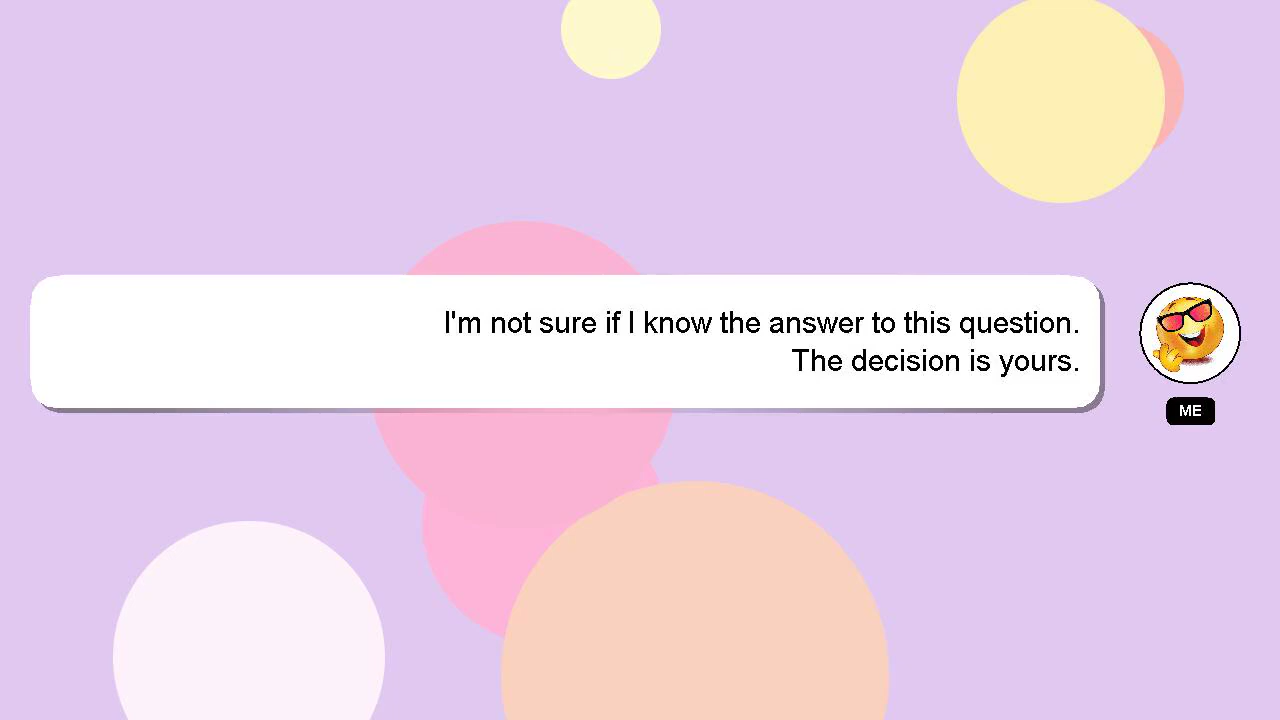 I'm not sure if I know the answer to this question.
The decision is yours.
ME